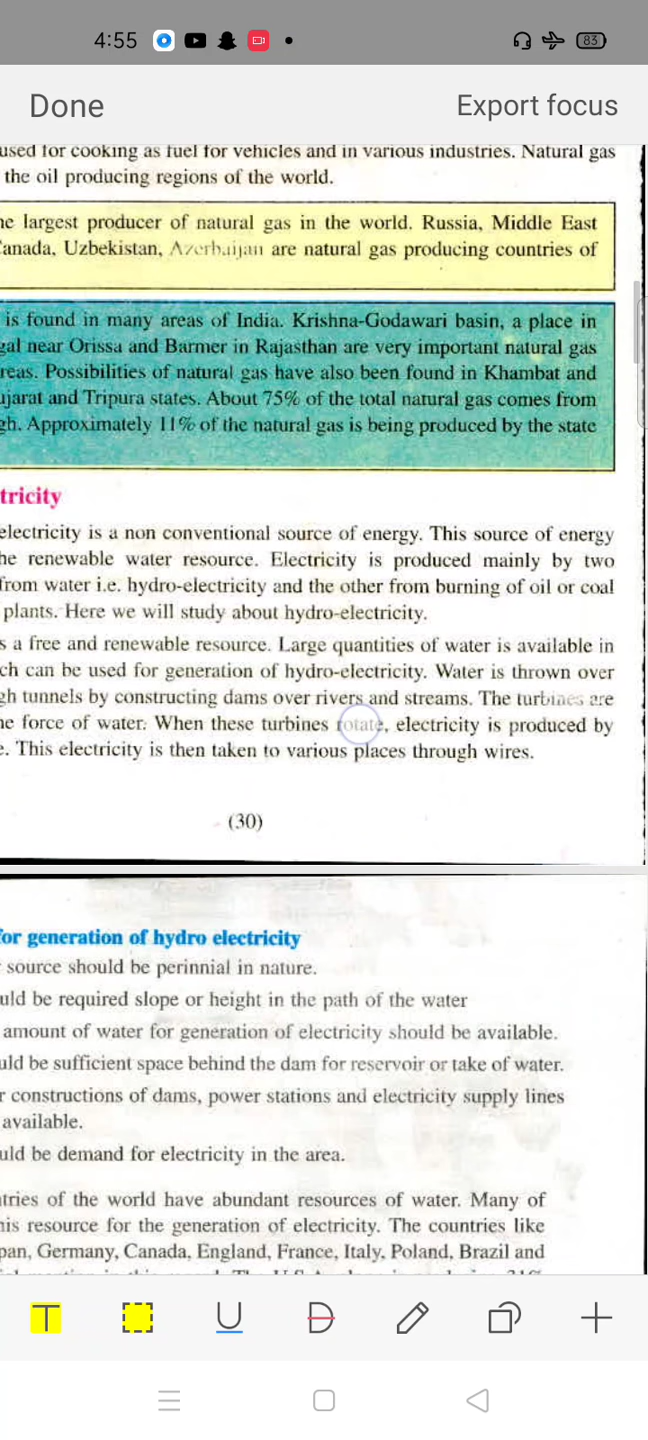 4:55
83
Done
Export focus
used for cooking as fuel for vehicles and in various industries. Natural gas
the oil producing regions of the world.
he largest producer of natural gas in the world. Russia, Middle East
Canada, Uzbekistan, Azerbaijan are natural gas producing countries of
is found in many areas of India. Krishna-Godawari basin, a place in
gal near Orissa and Barmer in Rajasthan are very important natural gas
reas. Possibilities of natural gas have also been found in Khambat and
ujarat and Tripura states. About 75% of the total natural gas comes from
gh. Approximately 11% of the natural gas is being produced by the state
tricity
electricity is a non conventional source of energy. This source of energy
he renewable water resource. Electricity is produced mainly by two
from water i.e. hydro-electricity and the other from burning of oil or coal
plants. Here we will study about hydro-electricity.
s a free and renewable resource. Large quantities of water is available in
ch can be used for generation of hydro-electricity. Water is thrown over
gh tunnels by constructing dams over rivers and streams. The turbines are
he force of water. When these turbines rotate, electricity is produced by
e. This electricity is then taken to various places through wires.
(30)
for generation of hydro electricity
source should be perinnial in nature.
uld be required slope or height in the path of the water
amount of water for generation of electricity should be available.
uld be sufficient space behind the dam for reservoir or take of water.
r constructions of dams, power stations and electricity supply lines
available.
uld be demand for electricity in the area.
ntries of the world have abundant resources of water. Many of
his resource for the generation of electricity. The countries like
pan, Germany, Canada, England, France, Italy, Poland, Brazil and